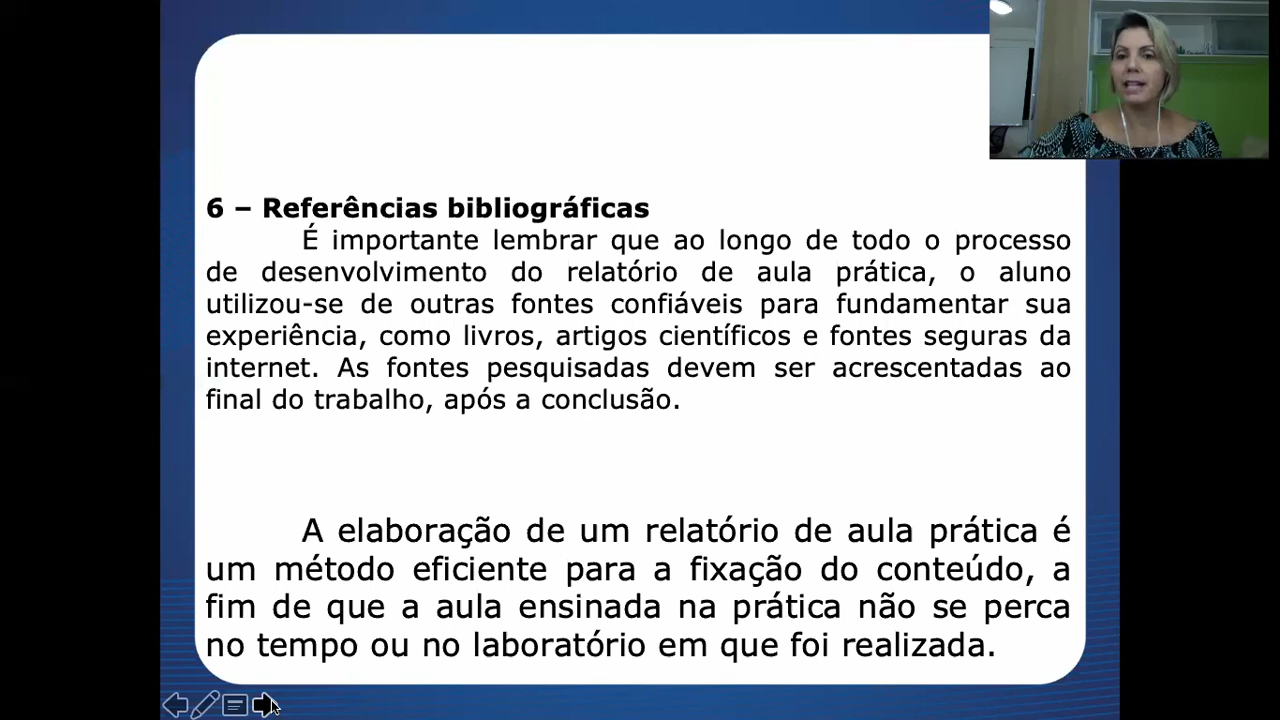 6 – Referências bibliográficas
É importante lembrar que ao longo de todo o processo
de desenvolvimento do relatório de aula prática, o aluno
utilizou-se de outras fontes confiáveis para fundamentar sua
experiência, como livros, artigos científicos e fontes seguras da
internet. As fontes pesquisadas devem ser acrescentadas ao
final do trabalho, após a conclusão.
A elaboração de um relatório de aula prática é
um método eficiente para a fixação do conteúdo, a
fim de que a aula ensinada na prática não se perca
no tempo ou no laboratório em que foi realizada.